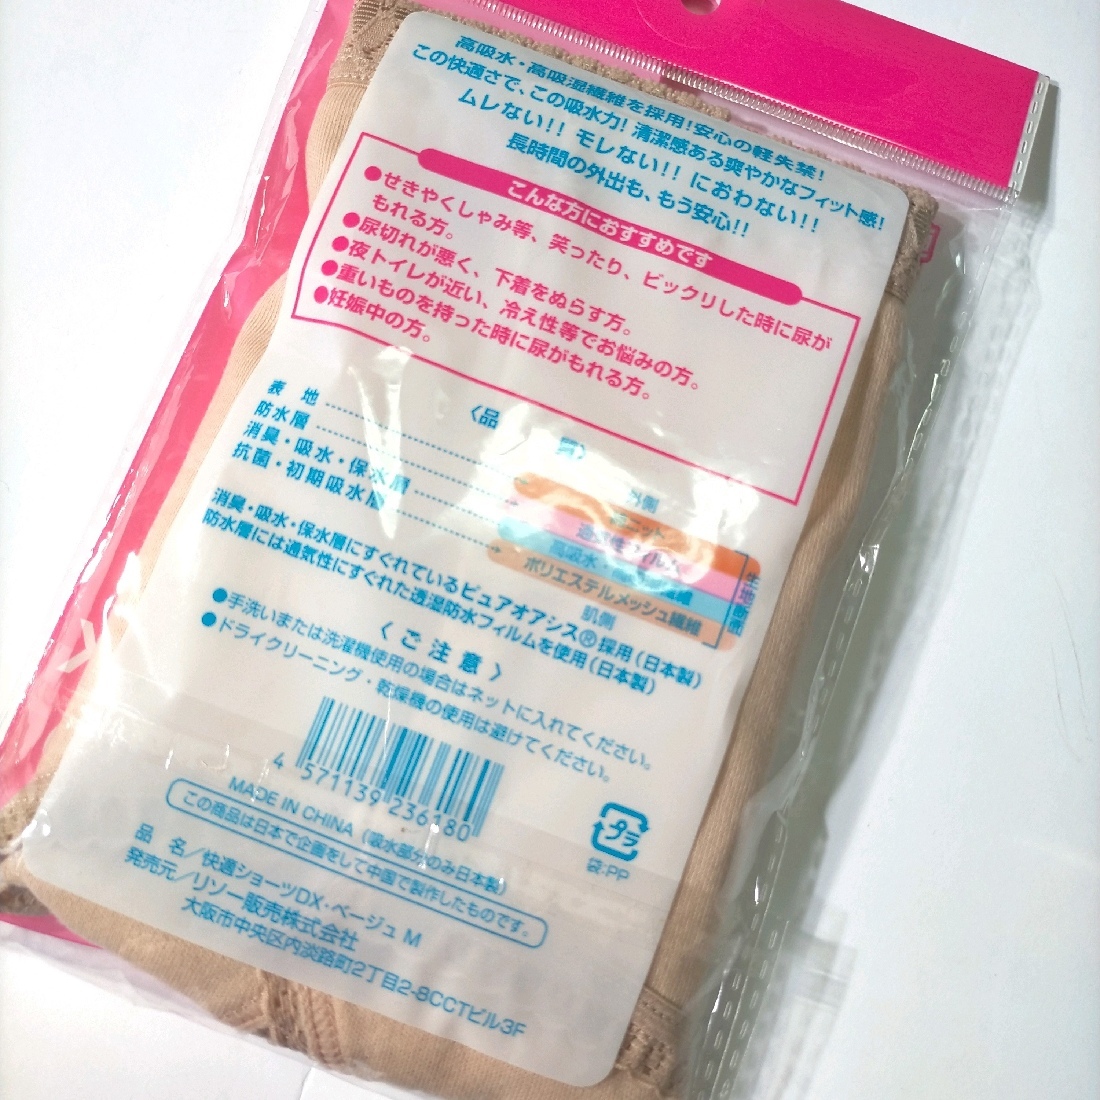 高吸水・高吸湿繊維を採用!安心の軽失禁!
この快適さで、この吸水力!清潔感ある爽やかなフィット感!
ムレない!! モレない!! におわない!!
長時間の外出も、もう安心!!
こんな方におすすめです
●せきやくしゃみ等、笑ったり、ビックリした時に尿が
もれる方。
●尿切れが悪く、下着をぬらす方。
●夜トイレが近い、冷え性等でお悩みの方。
●重いものを持った時に尿がもれる方。
●妊娠中の方。
〈品 質〉
表地
防水層
消臭・吸水・保水層
抗菌・初期吸水層
外側
ニット
ポリエステルメッシュ繊維
肌側
生地断面
消臭・吸水・保水層にすぐれているピュアオアシス®採用(日本製)
防水層には通気性にすぐれた透湿防水フィルムを使用(日本製)
〈ご注意〉
●手洗いまたは洗濯機使用の場合はネットに入れてください。
●ドライクリーニング・乾燥機の使用は避けてください。
4 571139 236180
MADE IN CHINA(吸水部分のみ日本製)
この商品は日本で企画をして中国で製作したものです。
プラ
袋:PP
品 名/快適ショーツDX・ベージュ M
発売元/リソー販売株式会社
大阪市中央区内淡路町2丁目2-8CCTビル3F